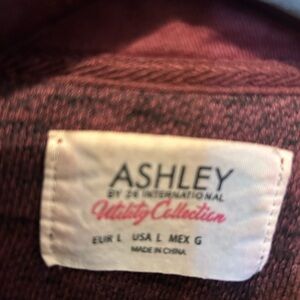 ASHLEY
BY 26 INTERNATIONAL
Utility Collection
EUR L USA L MEX G
MADE IN CHINA